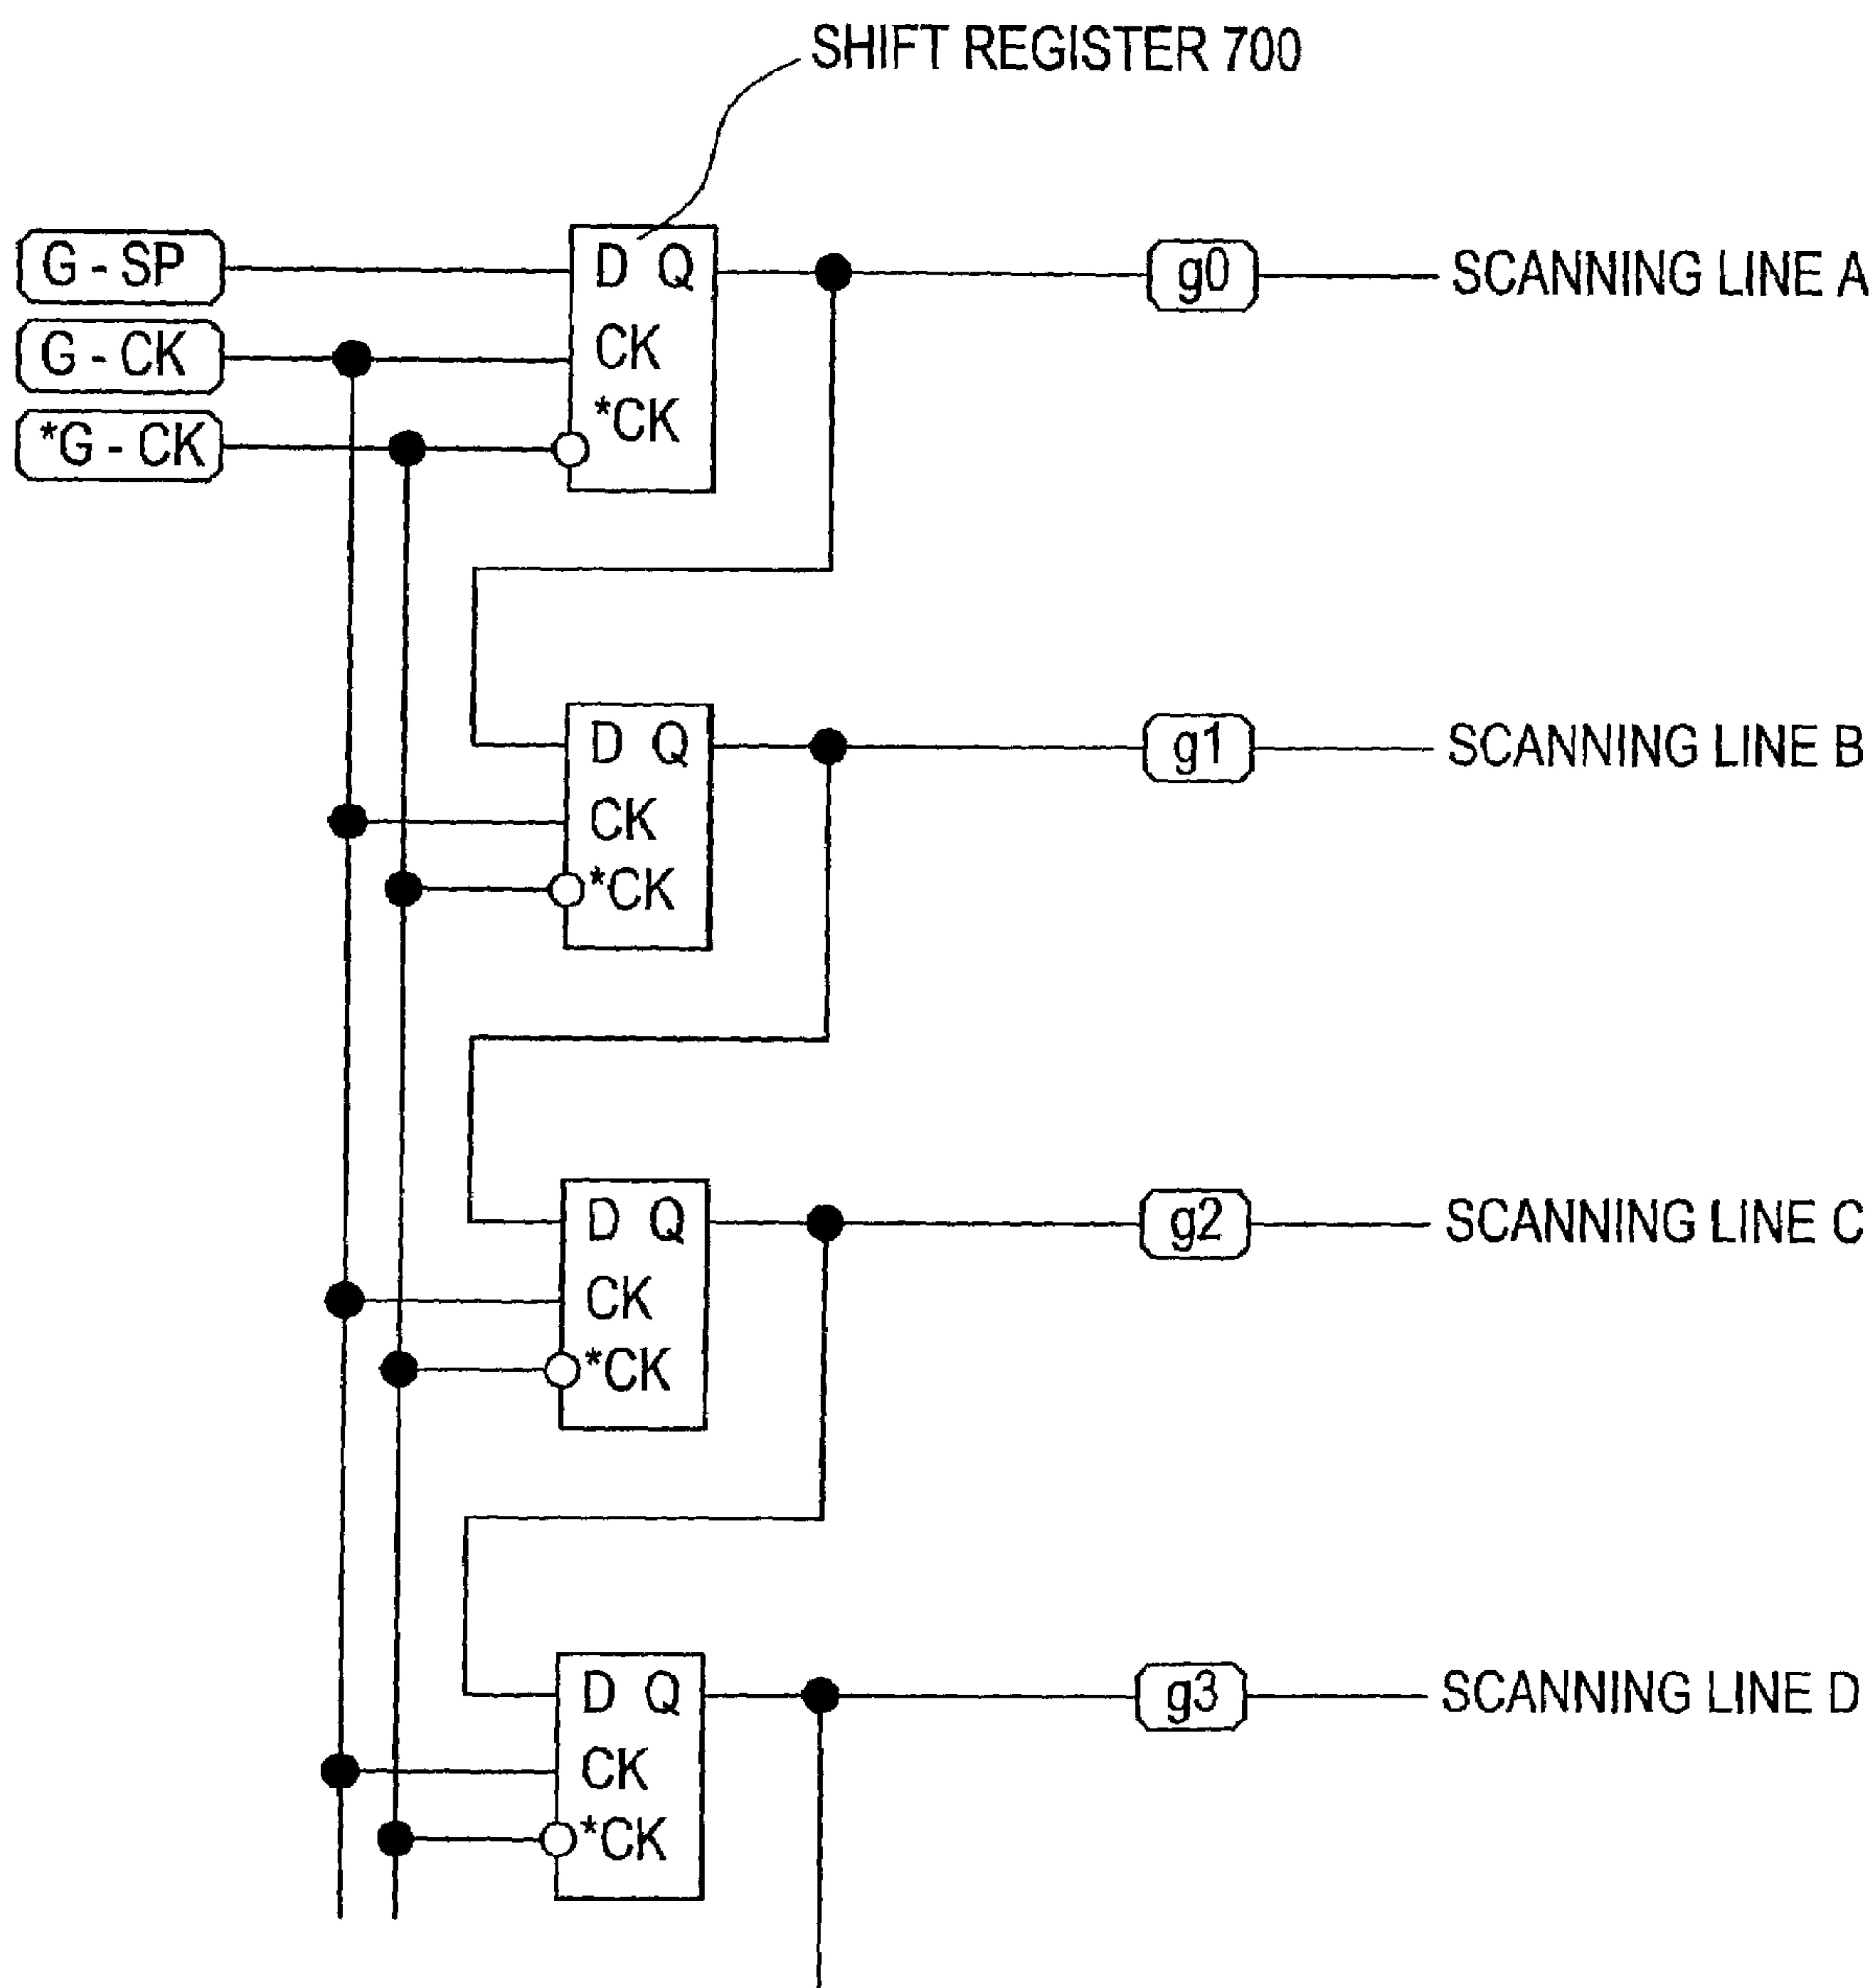 SHIFT REGISTER 700
G - SP
D Q
g0
SCANNING LINE A
G - CK
CK
*G - CK
*CK
D Q
g1
SCANNING LINE B
CK
*CK
D Q
g2
SCANNING LINE C
CK
*CK
D Q
g3
SCANNING LINE D
CK
*CK